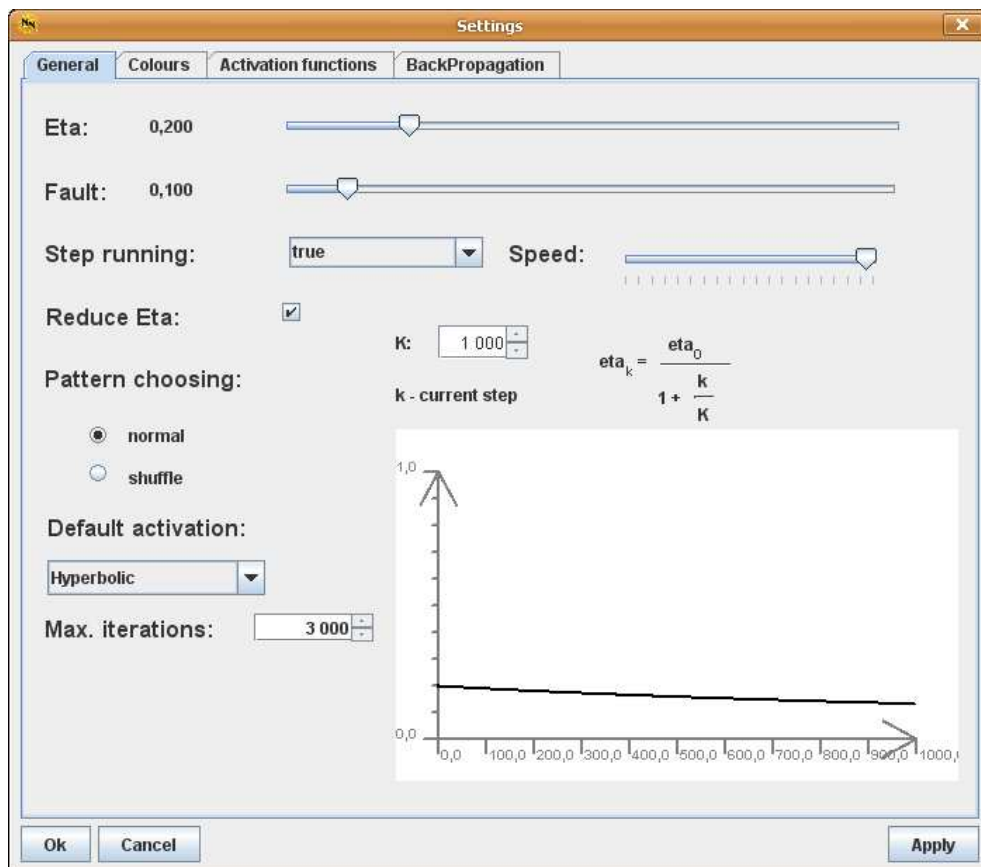 NN
Settings
General
Colours
Activation functions
BackPropagation
Eta: 0,200
Fault: 0,100
Step running: true Speed:
Reduce Eta:
K: 1 000
eta_k = eta_0
1 + k
K
k - current step
Pattern choosing:
normal
shuffle
Default activation:
Hyperbolic
Max. iterations: 3 000
1,0
0,0
0,0 100,0 200,0 300,0 400,0 500,0 600,0 700,0 800,0 900,0 1000,
Ok Cancel Apply